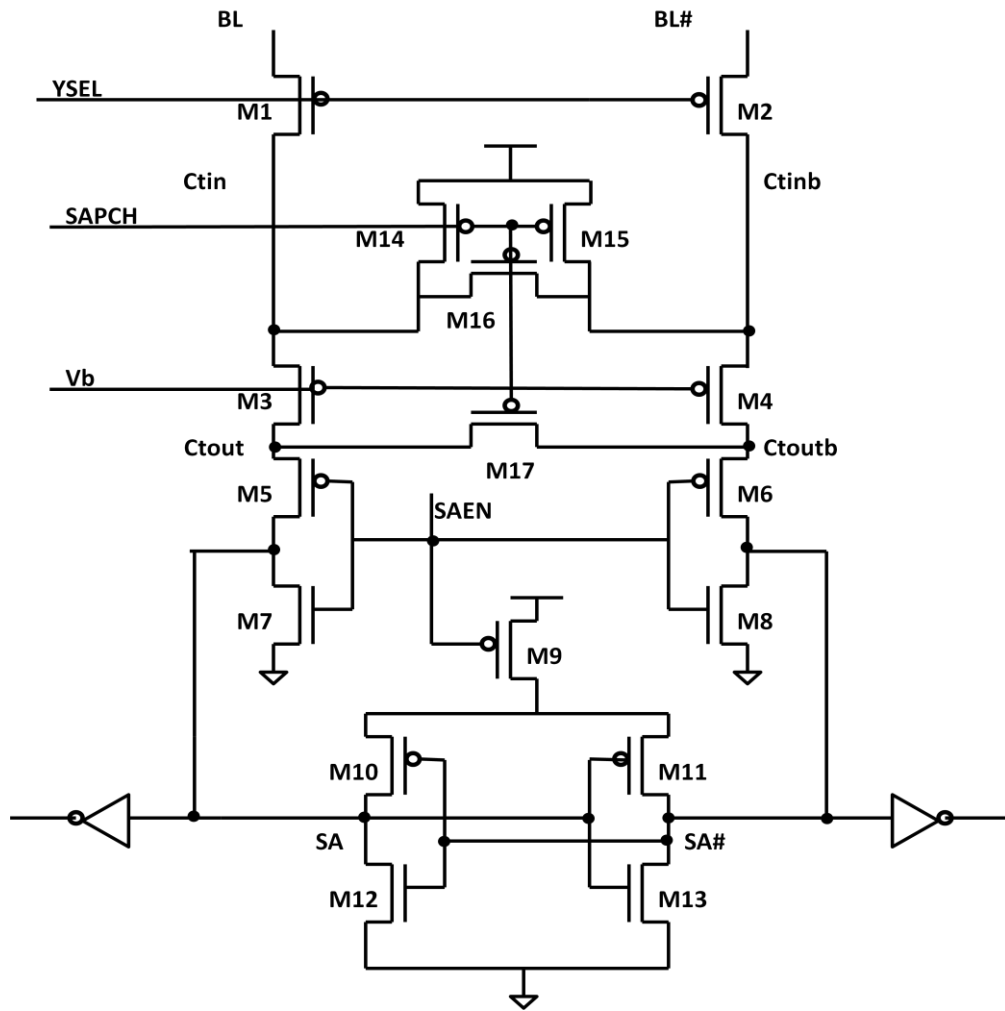 BL BL#
YSEL
M1 M2
Ctin Ctinb
SAPCH
M14 M15
M16
Vb
M3 M4
Ctout Ctoutb
M17
M5 M6
SAEN
M7 M8
M9
M10 M11
SA SA#
M12 M13